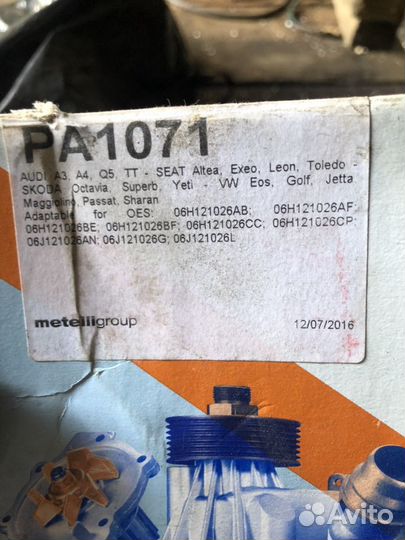 PA1071
AUDI A3, A4, Q5, TT - SEAT Altea, Exeo, Leon, Toledo -
SKODA Octavia, Superb, Yeti - VW Eos, Golf, Jetta
Maggiolino, Passat, Sharan
Adaptable for OES: 06H121026AB; 06H121026AF;
06H121026BE; 06H121026BF; 06H121026CC; 06H121026CP;
06J121026AN; 06J121026G; 06J121026L
metelligroup
12/07/2016
Avito